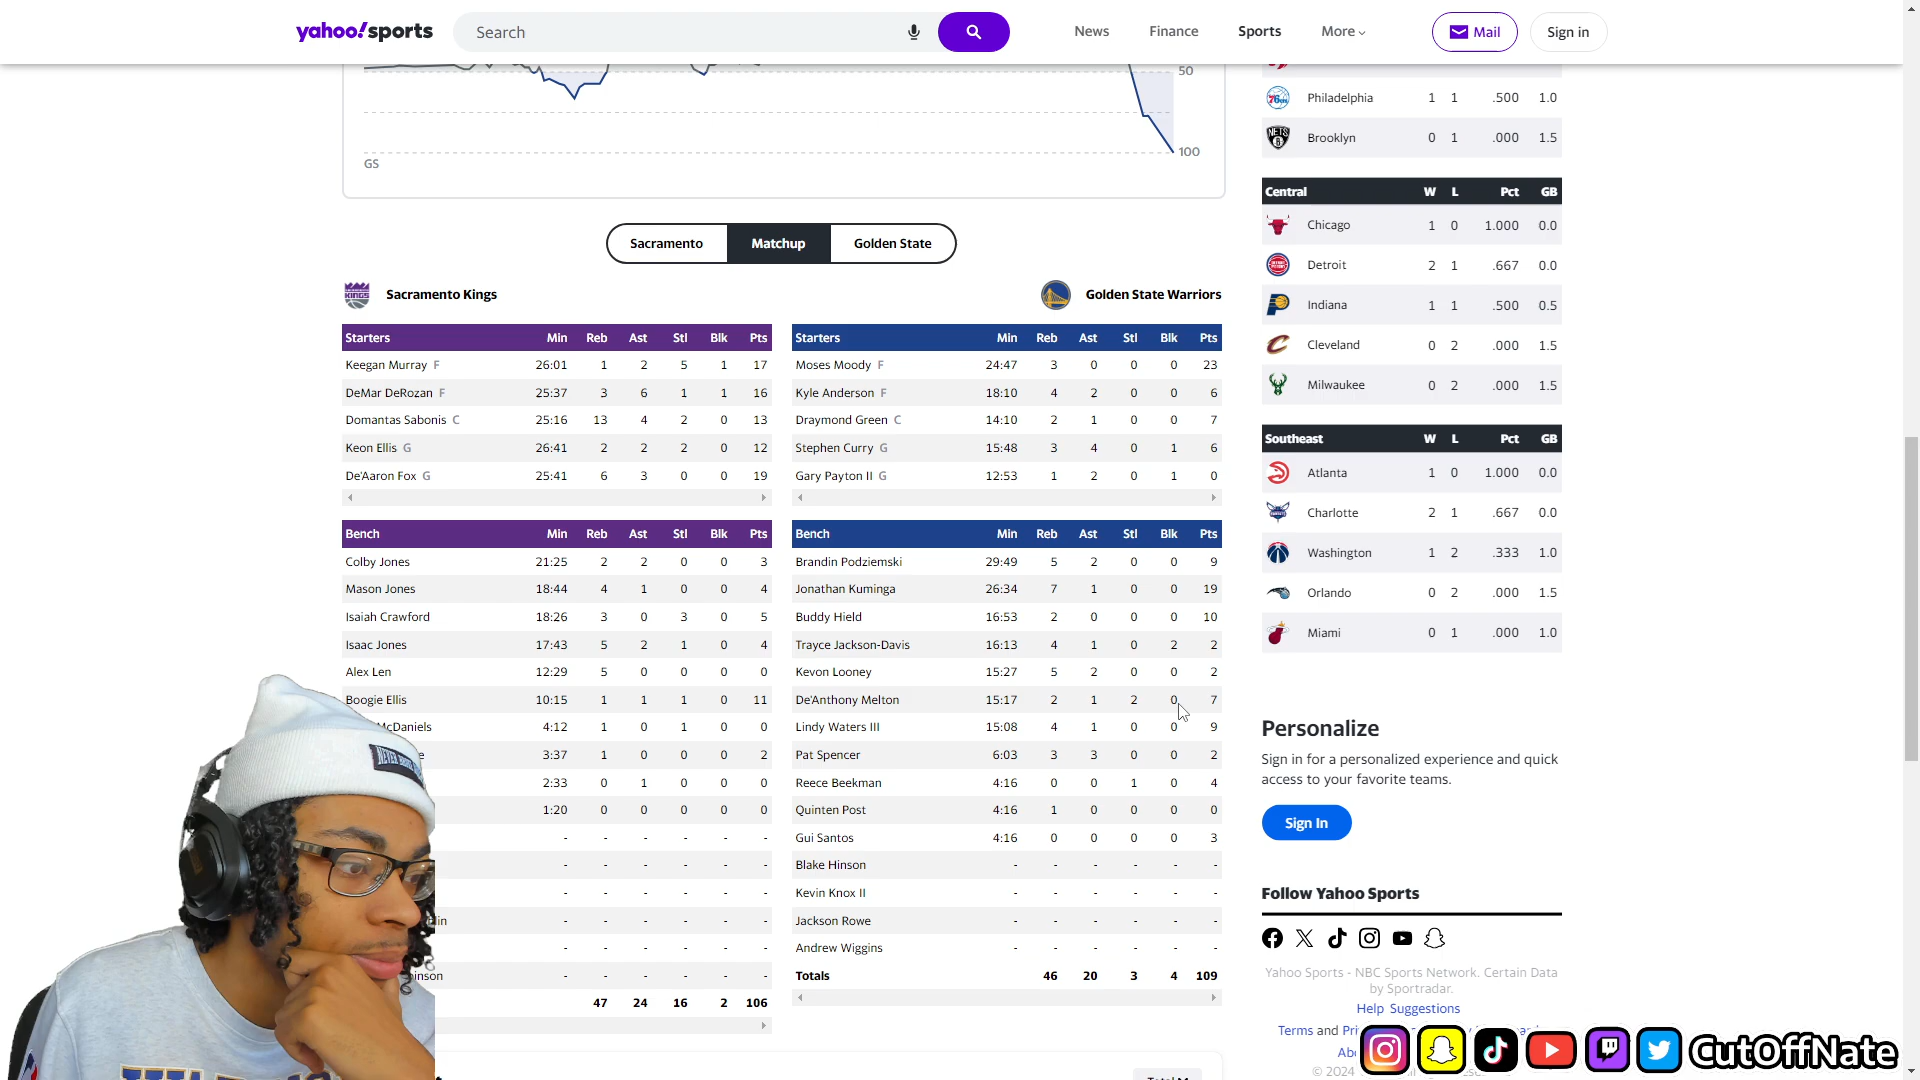 yahoo!sports
Search
News
Finance
Sports
More
Mail
Sign in
50
100
GS
Sacramento
Matchup
Golden State
Sacramento Kings
Golden State Warriors
Starters Min Reb Ast Stl Blk Pts
Keegan Murray F 26:01 1 2 5 1 17
DeMar DeRozan F 25:37 3 6 1 1 16
Domantas Sabonis C 25:16 13 4 2 0 13
Keon Ellis G 26:41 2 2 2 0 12
De'Aaron Fox G 25:41 6 3 0 0 19
Starters Min Reb Ast Stl Blk Pts
Moses Moody F 24:47 3 0 0 0 23
Kyle Anderson F 18:10 4 2 0 0 6
Draymond Green C 14:10 2 1 0 0 7
Stephen Curry G 15:48 3 4 0 1 6
Gary Payton II G 12:53 1 2 0 1 0
Bench Min Reb Ast Stl Blk Pts
Colby Jones 21:25 2 2 0 0 3
Mason Jones 18:44 4 1 0 0 4
Isaiah Crawford 18:26 3 0 3 0 5
Isaac Jones 17:43 5 2 1 0 4
Alex Len 12:29 5 0 0 0 0
Boogie Ellis 10:15 1 1 1 0 11
McDaniels 4:12 1 0 1 0 0
3:37 1 0 0 0 2
2:33 0 1 0 0 0
1:20 0 0 0 0 0
- - - - - -
- - - - - -
- - - - - -
- - - - - -
- - - - - -
- - - - - -
47 24 16 2 106
Bench Min Reb Ast Stl Blk Pts
Brandin Podziemski 29:49 5 2 0 0 9
Jonathan Kuminga 26:34 7 1 0 0 19
Buddy Hield 16:53 2 0 0 0 10
Trayce Jackson-Davis 16:13 4 1 0 2 2
Kevon Looney 15:27 5 2 0 0 2
De'Anthony Melton 15:17 2 1 2 0 7
Lindy Waters III 15:08 4 1 0 0 9
Pat Spencer 6:03 3 3 0 0 2
Reece Beekman 4:16 0 0 1 0 4
Quinten Post 4:16 1 0 0 0 0
Gui Santos 4:16 0 0 0 0 3
Blake Hinson - - - - - -
Kevin Knox II - - - - - -
Jackson Rowe - - - - - -
Andrew Wiggins - - - - - -
Totals 46 20 3 4 109
Philadelphia 1 1 .500 1.0
Brooklyn 0 1 .000 1.5
Central W L Pct GB
Chicago 1 0 1.000 0.0
Detroit 2 1 .667 0.0
Indiana 1 1 .500 0.5
Cleveland 0 2 .000 1.5
Milwaukee 0 2 .000 1.5
Southeast W L Pct GB
Atlanta 1 0 1.000 0.0
Charlotte 2 1 .667 0.0
Washington 1 2 .333 1.0
Orlando 0 2 .000 1.5
Miami 0 1 .000 1.0
Personalize
Sign in for a personalized experience and quick
access to your favorite teams.
Sign In
Follow Yahoo Sports
Yahoo Sports - NBC Sports Network. Certain Data
by Sportradar.
Help Suggestions
Terms and
© 2024
CutOffNate